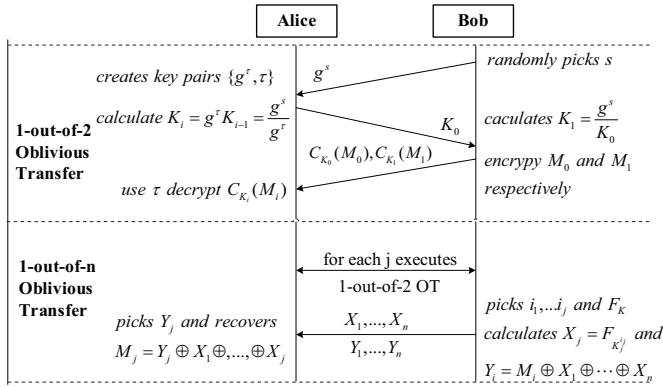 Alice
Bob
1-out-of-2
Oblivious
Transfer
creates key pairs {g^τ, τ}
calculate K_i = g^τ K_{i-1} = g^s / g^τ
use τ decrypt C_{K_i}(M_i)
g^s
K_0
C_{K_0}(M_0), C_{K_1}(M_1)
randomly picks s
caculates K_1 = g^s / K_0
encrypy M_0 and M_1
respectively
1-out-of-n
Oblivious
Transfer
picks Y_j and recovers
M_j = Y_j ⊕ X_1 ⊕,...,⊕ X_j
for each j executes
1-out-of-2 OT
X_1,..., X_n
Y_1,..., Y_n
picks i_1,...i_j and F_K
calculates X_j = F_{K_j^{i_j}} and
Y_i = M_i ⊕ X_1 ⊕ ··· ⊕ X_n